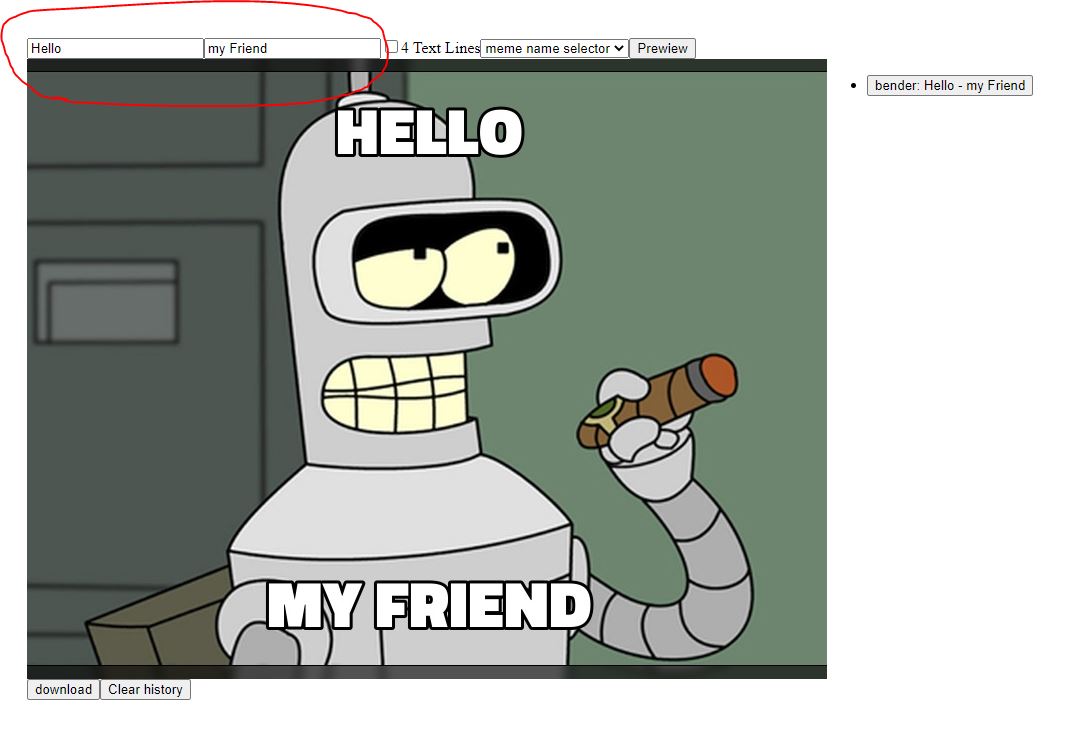 Hello my Friend 4 Text Lines meme name selector Prewiew
bender: Hello - my Friend
HELLO
MY FRIEND
download Clear history